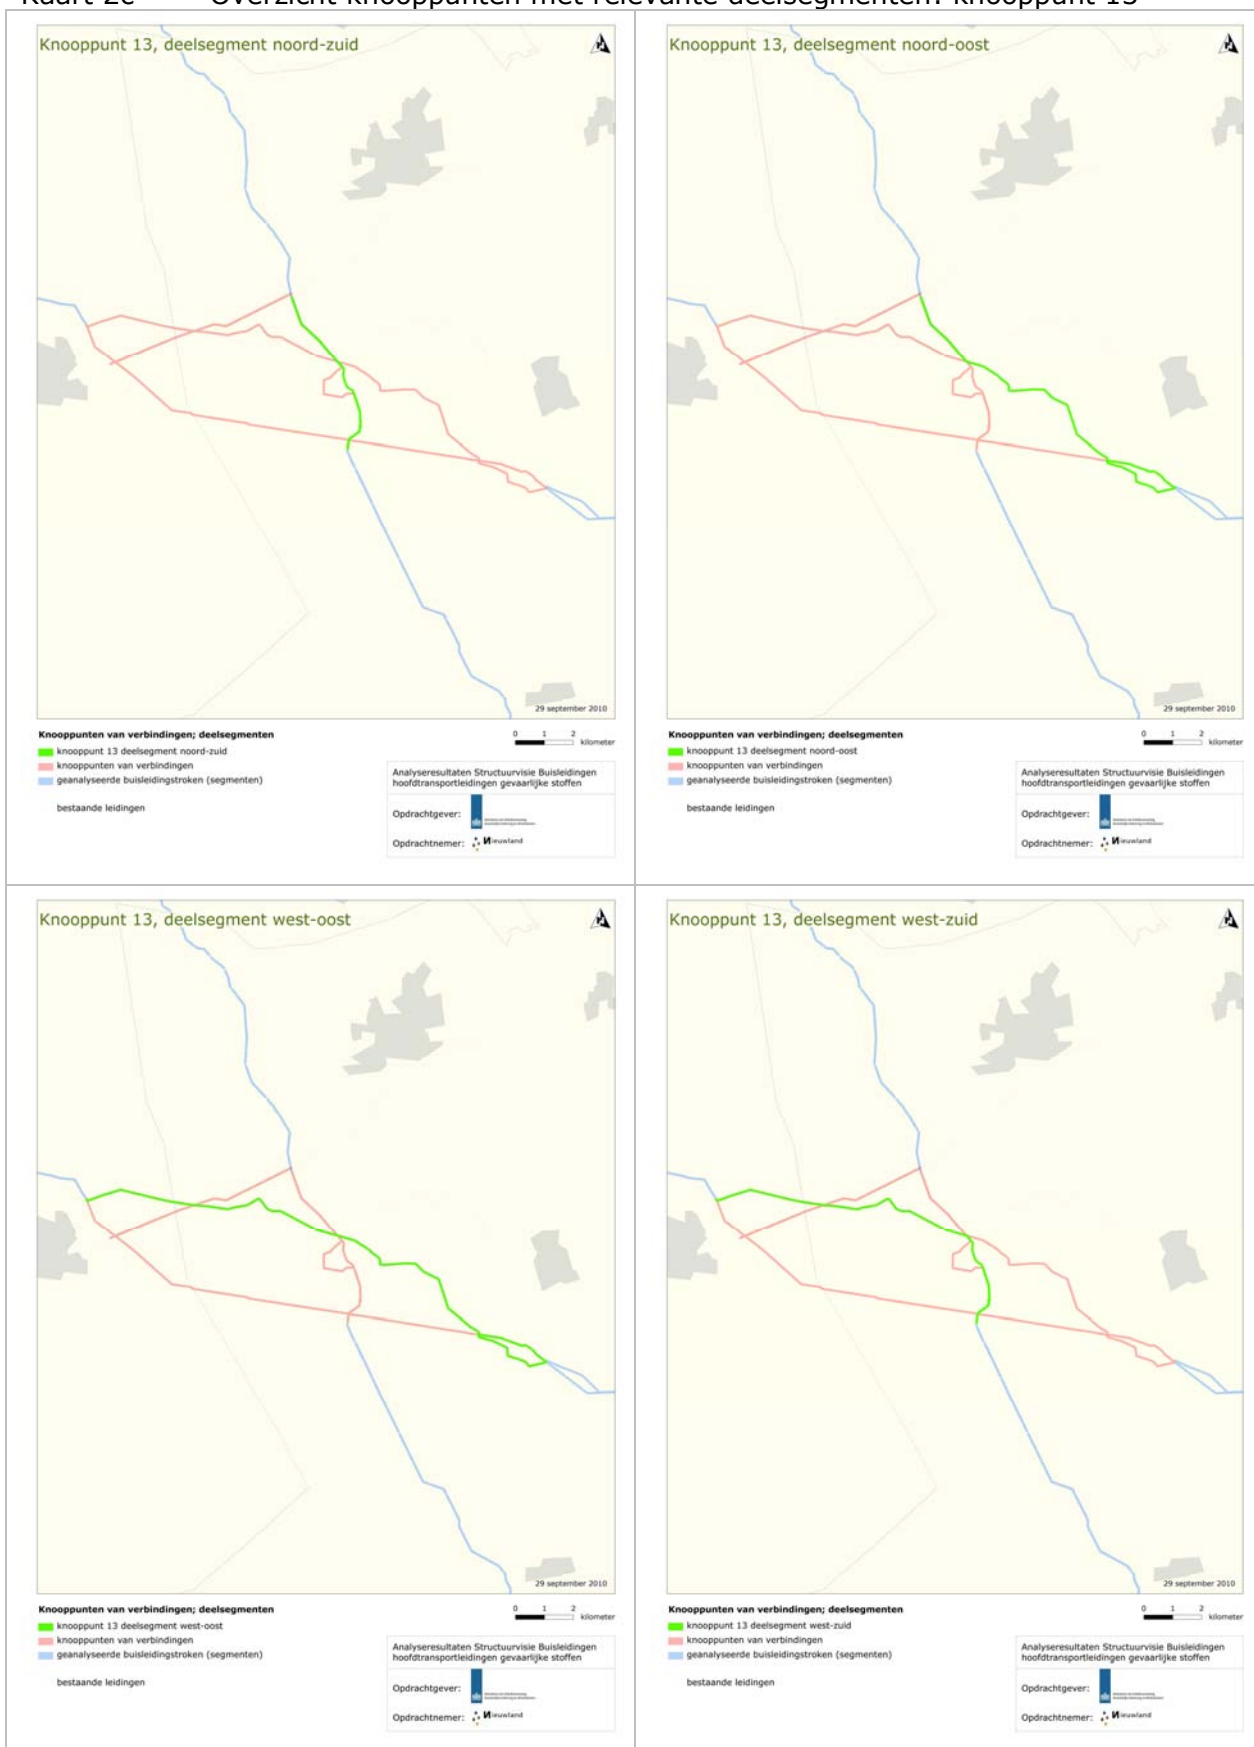 Kaart 2c Overzicht knooppunten met relevante deelsegmenten: knooppunt 13
Knooppunt 13, deelsegment noord-zuid
29 september 2010
Knooppunten van verbindingen; deelsegmenten
0 1 2
kilometer
knooppunt 13 deelsegment noord-zuid
knooppunten van verbindingen
geanalyseerde buisleidingstroken (segmenten)
bestaande leidingen
Analyseresultaten Structuurvisie Buisleidingen
hoofdtransportleidingen gevaarlijke stoffen
Opdrachtgever:
Opdrachtnemer: Nieuwland
Knooppunt 13, deelsegment noord-oost
29 september 2010
Knooppunten van verbindingen; deelsegmenten
0 1 2
kilometer
knooppunt 13 deelsegment noord-oost
knooppunten van verbindingen
geanalyseerde buisleidingstroken (segmenten)
bestaande leidingen
Analyseresultaten Structuurvisie Buisleidingen
hoofdtransportleidingen gevaarlijke stoffen
Opdrachtgever:
Opdrachtnemer: Nieuwland
Knooppunt 13, deelsegment west-oost
29 september 2010
Knooppunten van verbindingen; deelsegmenten
0 1 2
kilometer
knooppunt 13 deelsegment west-oost
knooppunten van verbindingen
geanalyseerde buisleidingstroken (segmenten)
bestaande leidingen
Analyseresultaten Structuurvisie Buisleidingen
hoofdtransportleidingen gevaarlijke stoffen
Opdrachtgever:
Opdrachtnemer: Nieuwland
Knooppunt 13, deelsegment west-zuid
29 september 2010
Knooppunten van verbindingen; deelsegmenten
0 1 2
kilometer
knooppunt 13 deelsegment west-zuid
knooppunten van verbindingen
geanalyseerde buisleidingstroken (segmenten)
bestaande leidingen
Analyseresultaten Structuurvisie Buisleidingen
hoofdtransportleidingen gevaarlijke stoffen
Opdrachtgever:
Opdrachtnemer: Nieuwland